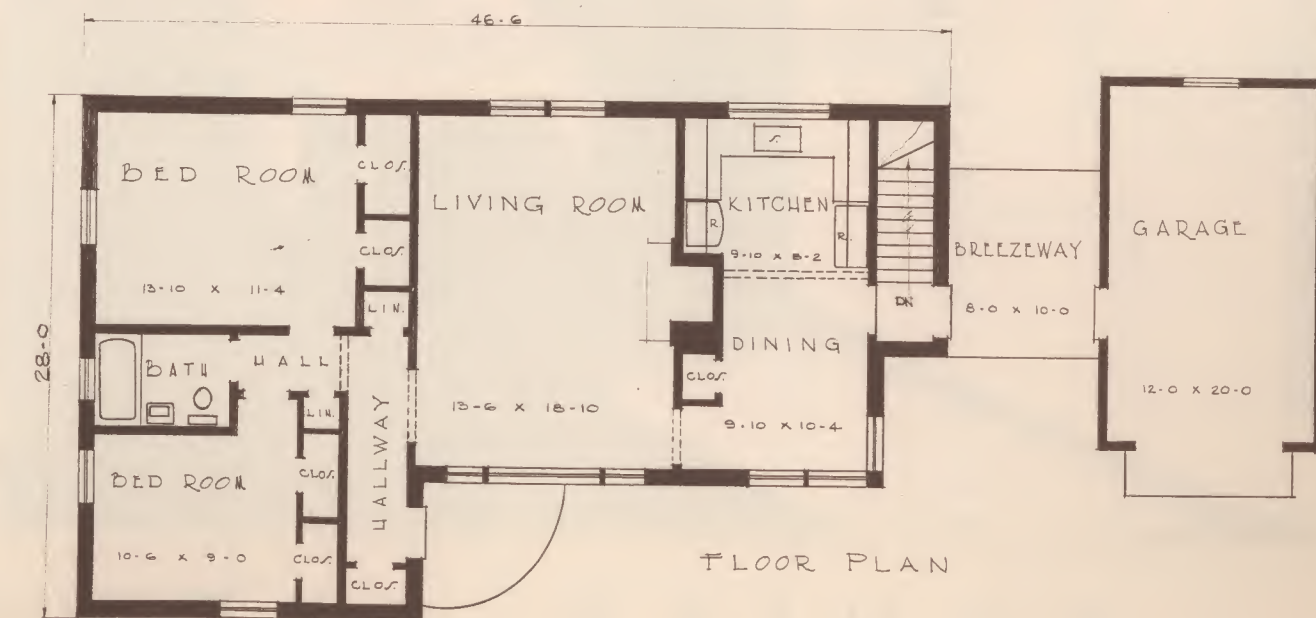 46-6
28-0
BED ROOM
13-10 x 11-4
CLOS.
CLOS.
LIN.
LIVING ROOM
13-6 x 18-10
S.
KITCHEN
R.
R.
9-10 x 8-2
DN
BREEZEWAY
8-0 x 10-0
GARAGE
12-0 x 20-0
BATH
HALL
LIN.
HALLWAY
DINING
CLOS.
9-10 x 10-4
BED ROOM
10-6 x 9-0
CLOS.
CLOS.
CLOS.
FLOOR PLAN